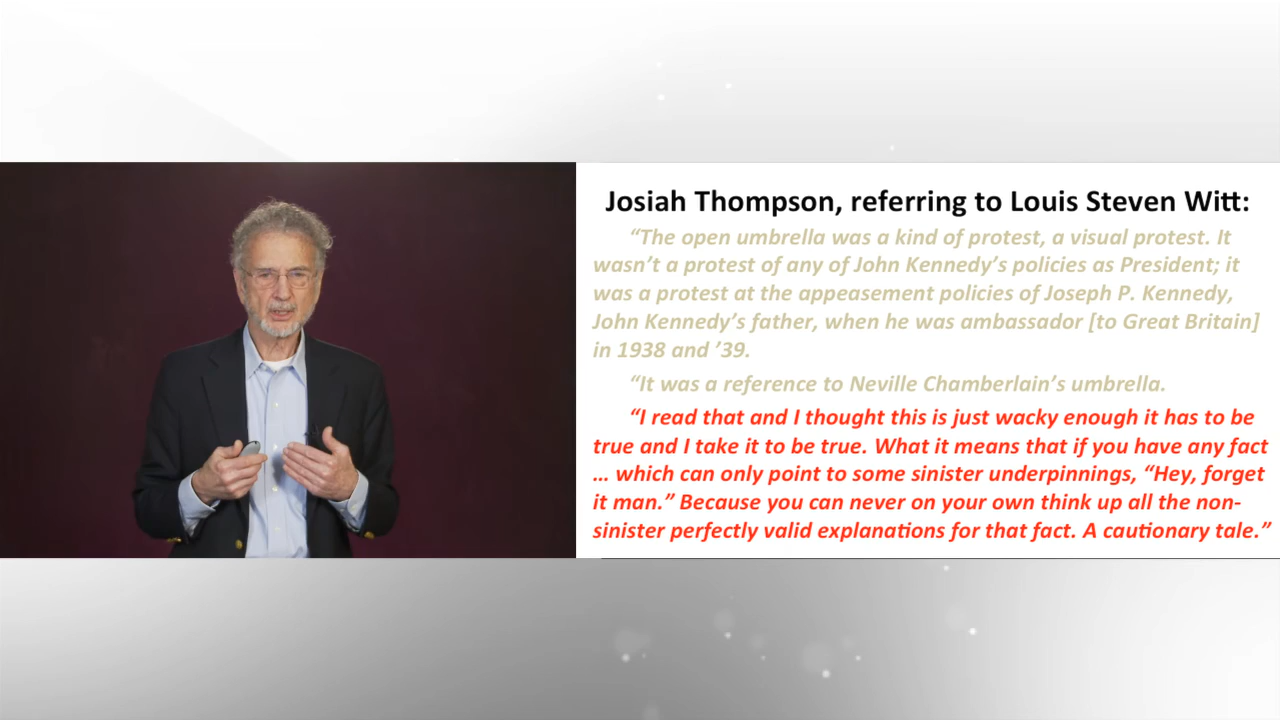 Josiah Thompson, referring to Louis Steven Witt:
“The open umbrella was a kind of protest, a visual protest. It
wasn’t a protest of any of John Kennedy’s policies as President; it
was a protest at the appeasement policies of Joseph P. Kennedy,
John Kennedy’s father, when he was ambassador [to Great Britain]
in 1938 and ’39.
“It was a reference to Neville Chamberlain’s umbrella.
“I read that and I thought this is just wacky enough it has to be
true and I take it to be true. What it means that if you have any fact
… which can only point to some sinister underpinnings, “Hey, forget
it man.” Because you can never on your own think up all the non-
sinister perfectly valid explanations for that fact. A cautionary tale.”